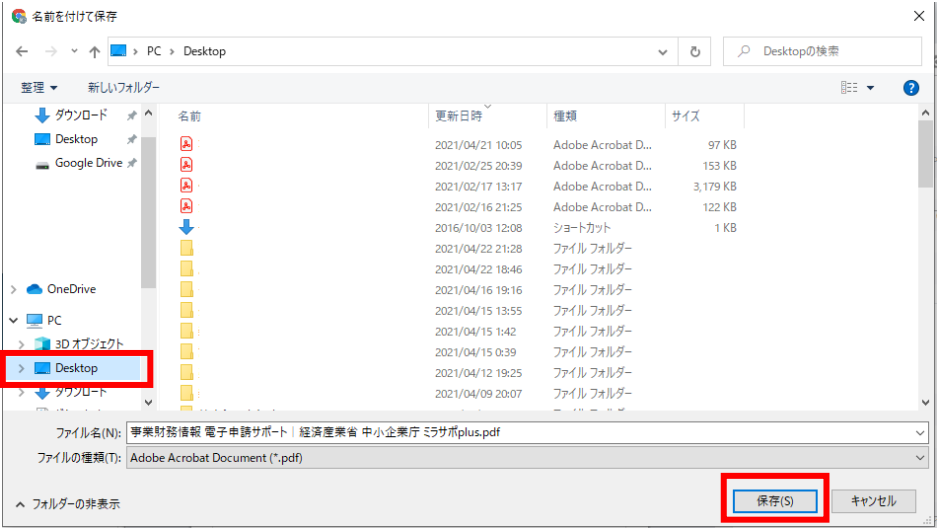 名前を付けて保存
PC > Desktop
Desktopの検索
整理 新しいフォルダー
ダウンロード
Desktop
Google Drive
OneDrive
PC
3D オブジェクト
Desktop
ダウンロード
名前 更新日時 種類 サイズ
2021/04/21 10:05 Adobe Acrobat D... 97 KB
2021/02/25 20:39 Adobe Acrobat D... 153 KB
2021/02/17 13:17 Adobe Acrobat D... 3,179 KB
2021/02/16 21:25 Adobe Acrobat D... 122 KB
2016/10/03 12:08 ショートカット 1 KB
2021/04/22 21:28 ファイル フォルダー
2021/04/22 18:46 ファイル フォルダー
2021/04/16 19:16 ファイル フォルダー
2021/04/15 13:55 ファイル フォルダー
2021/04/15 1:42 ファイル フォルダー
2021/04/15 0:39 ファイル フォルダー
2021/04/12 19:25 ファイル フォルダー
2021/04/09 20:07 ファイル フォルダー
ファイル名(N): 事業財務情報 電子申請サポート | 経済産業省 中小企業庁 ミラサポplus.pdf
ファイルの種類(T): Adobe Acrobat Document (*.pdf)
フォルダーの非表示
保存(S) キャンセル